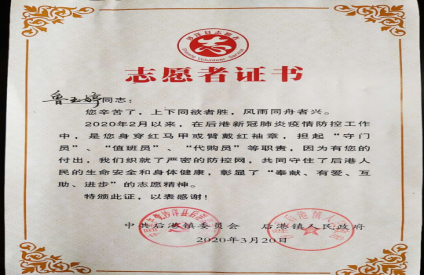 志愿者证书
鲁玉婷同志:
您辛苦了,上下同欲者胜,风雨同舟者兴。
2020年2月以来,在后港新冠肺炎疫情防控工作
中,是您身穿红马甲或臂戴红袖章,担起“守门
员”、“值班员”、“代购员”等职责,因为有您的
付出,我们织就了严密的防控网,共同守住了后港人
民的生命安全和身体健康,彰显了“奉献、有爱、互
助、进步”的志愿精神。
特颁此证,以表感谢!
中共后港镇委员会 后港镇人民政府
2020年3月20日